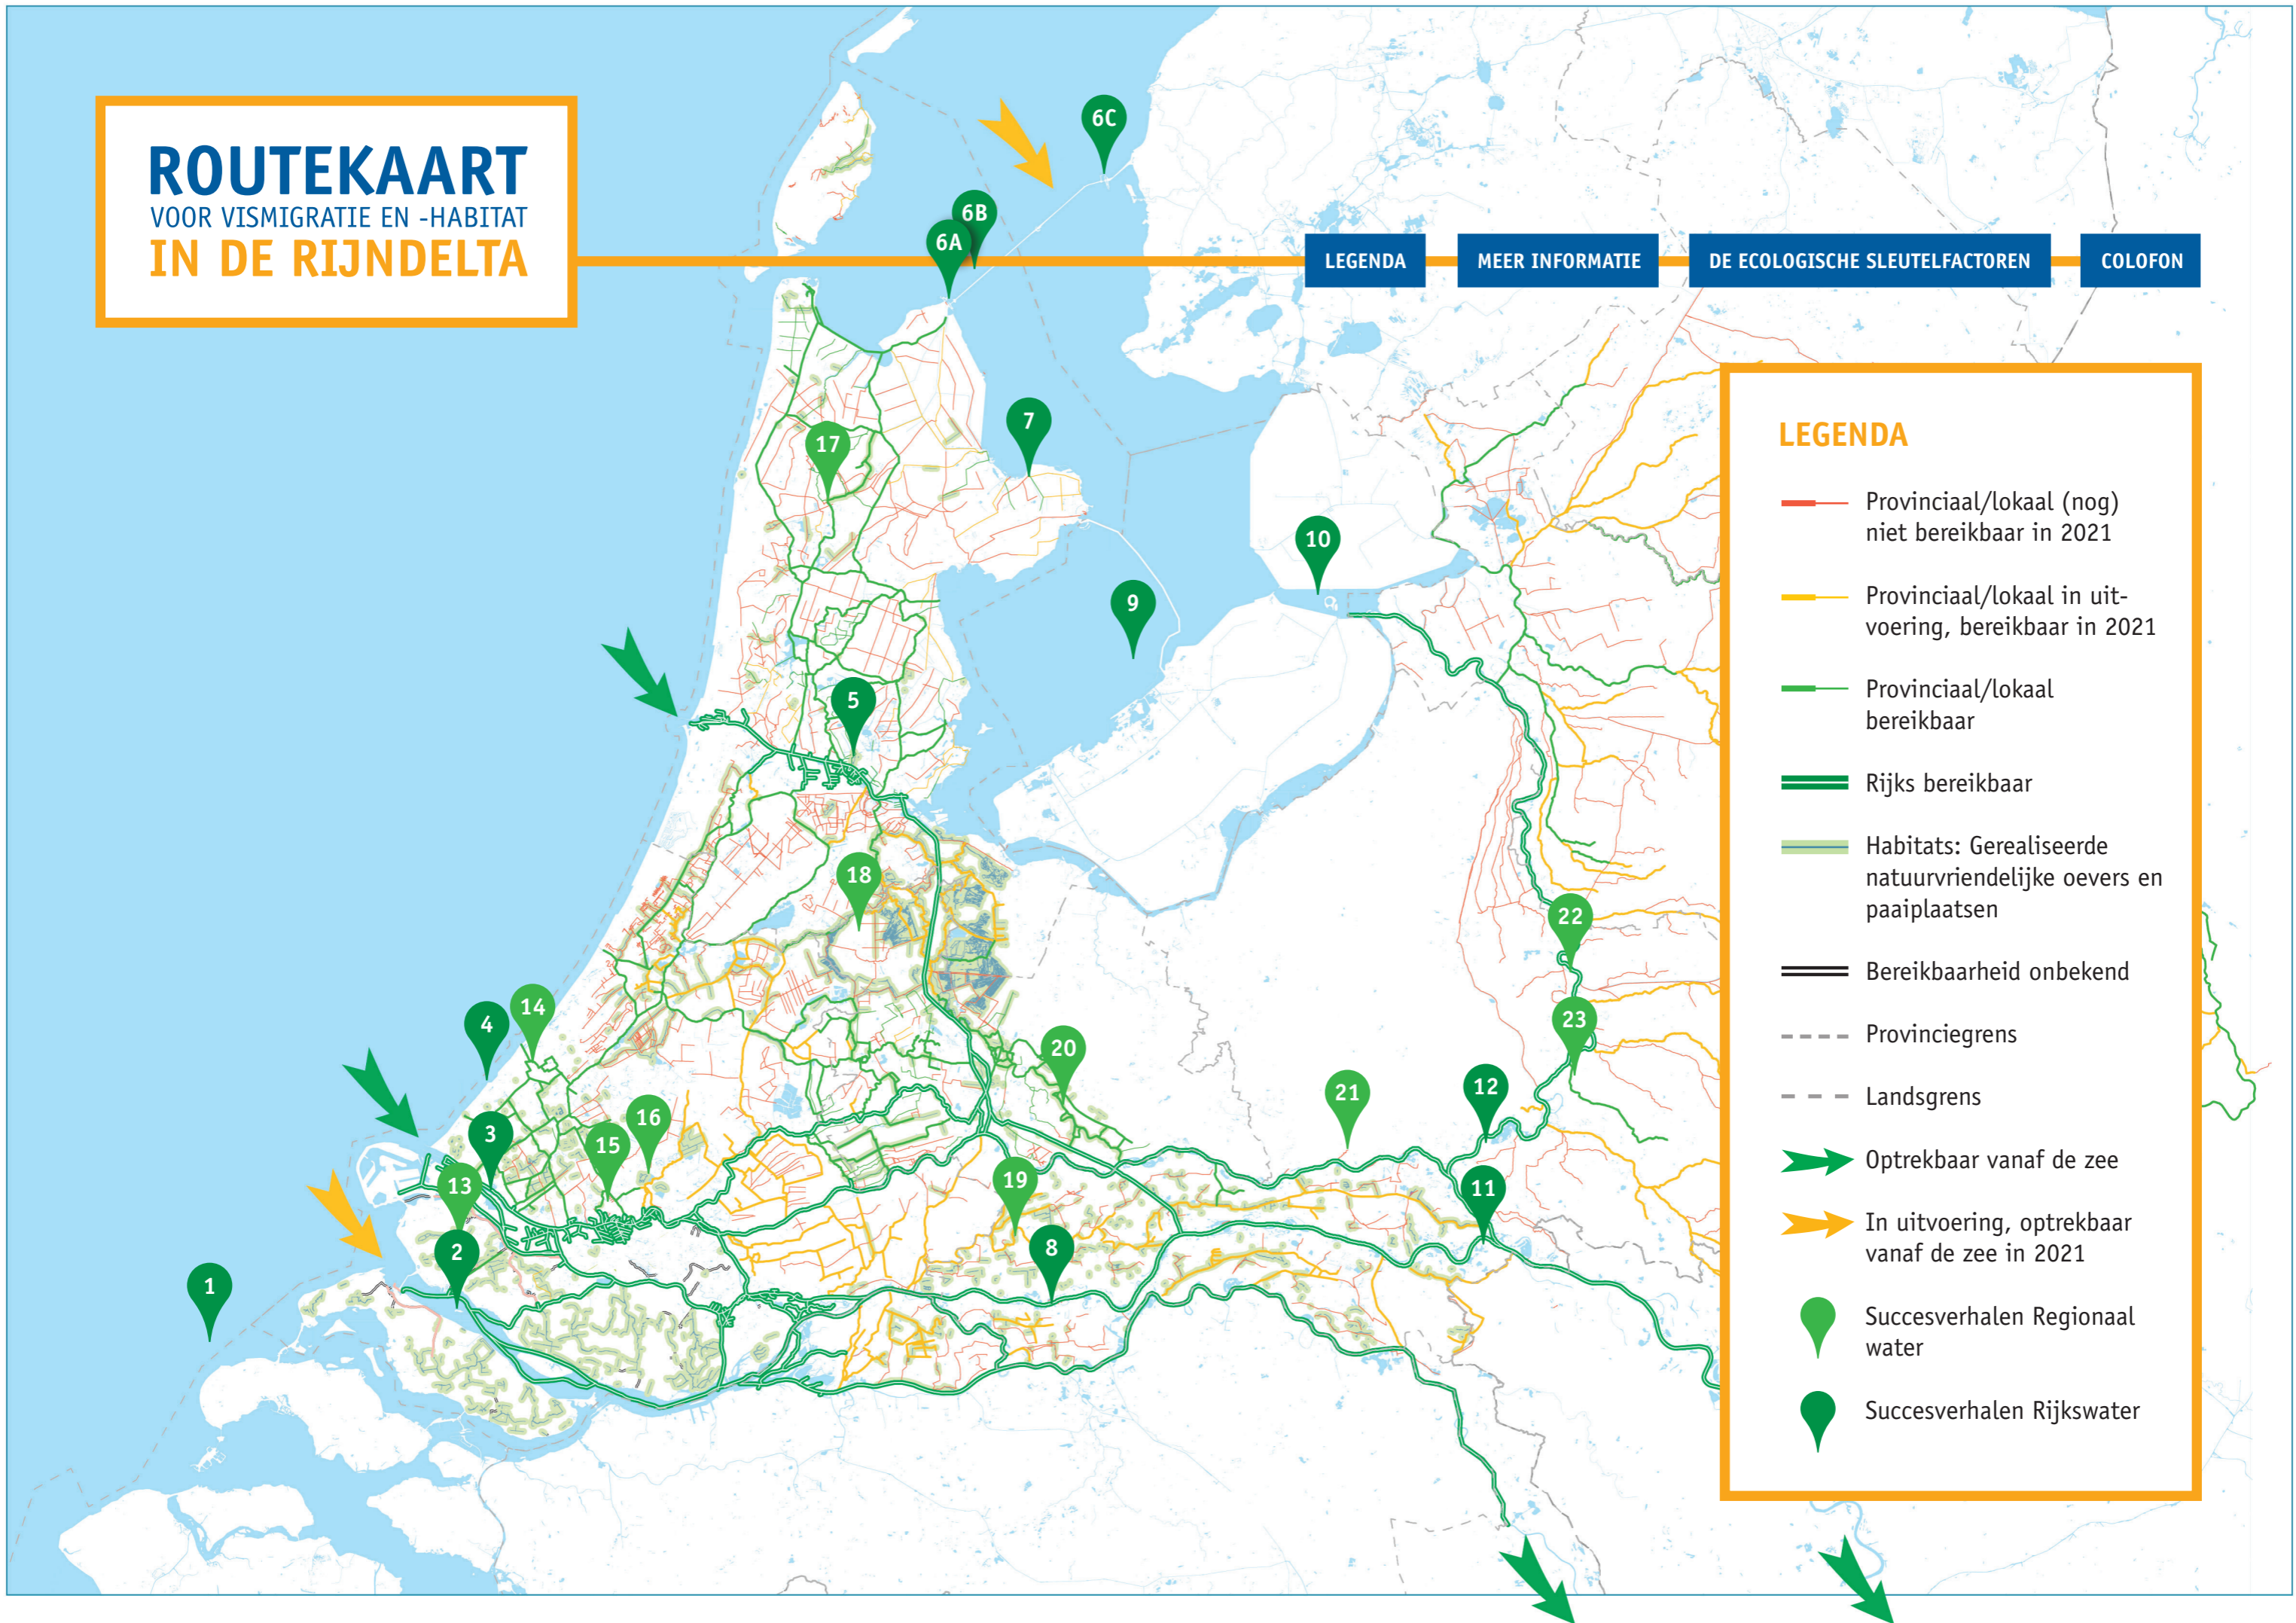 ROUTEKAART
VOOR VISMIGRATIE EN -HABITAT
IN DE RIJNDELTA
LEGENDA
MEER INFORMATIE
DE ECOLOGISCHE SLEUTELFACTOREN
COLOFON
6C
6B
6A
7
17
10
9
5
18
22
14
4
23
20
12
21
16
3
15
13
19
11
8
2
1
LEGENDA
Provinciaal/lokaal (nog)
niet bereikbaar in 2021
Provinciaal/lokaal in uit-
voering, bereikbaar in 2021
Provinciaal/lokaal
bereikbaar
Rijks bereikbaar
Habitats: Gerealiseerde
natuurvriendelijke oevers en
paaiplaatsen
Bereikbaarheid onbekend
Provinciegrens
Landsgrens
Optrekbaar vanaf de zee
In uitvoering, optrekbaar
vanaf de zee in 2021
Succesverhalen Regionaal
water
Succesverhalen Rijkswater